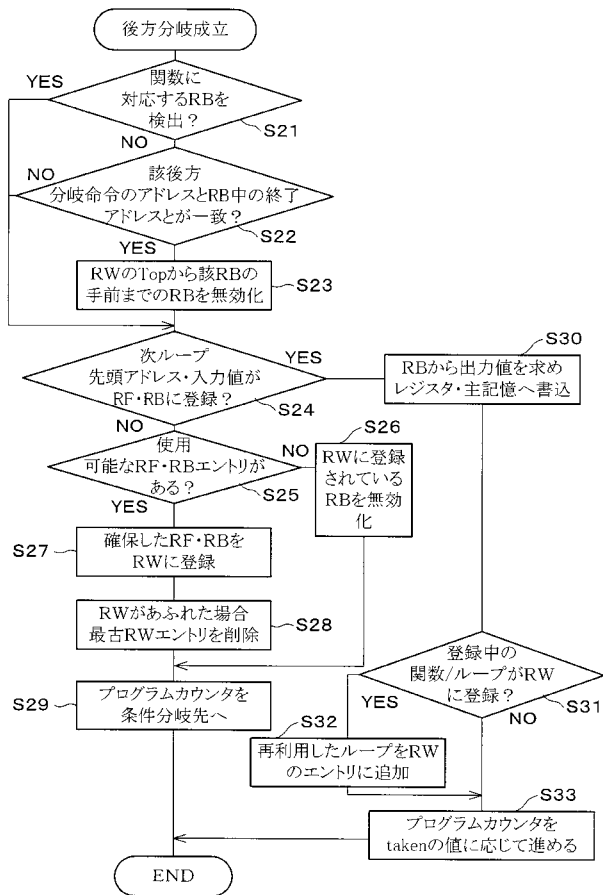 後方分岐成立
YES
関数に
対応するRBを
検出?
S21
NO
NO
該後方
分岐命令のアドレスとRB中の終了
アドレスとが一致?
S22
YES
RWのTopから該RBの
手前までのRBを無効化
S23
次ループ
先頭アドレス・入力値が
RF・RBに登録?
S24
YES
NO
S30
RBから出力値を求め
レジスタ・主記憶へ書込
使用
可能なRF・RBエントリが
ある?
S25
NO
YES
S26
RWに登録
されている
RBを無効
化
S27
確保したRF・RBを
RWに登録
RWがあふれた場合
最古RWエントリを削除
S28
S29
プログラムカウンタを
条件分岐先へ
登録中の
関数/ループがRW
に登録?
S31
YES
NO
S32
再利用したループをRW
のエントリに追加
S33
プログラムカウンタを
takenの値に応じて進める
END